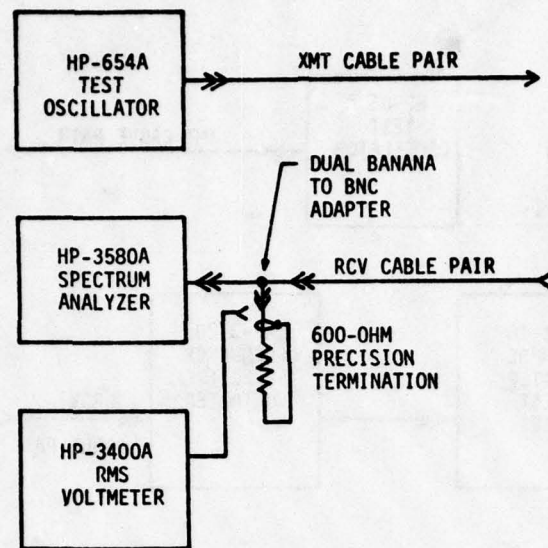 HP-654A
TEST
OSCILLATOR
XMT CABLE PAIR
DUAL BANANA
TO BNC
ADAPTER
HP-3580A
SPECTRUM
ANALYZER
RCV CABLE PAIR
600-OHM
PRECISION
TERMINATION
HP-3400A
RMS
VOLTMETER